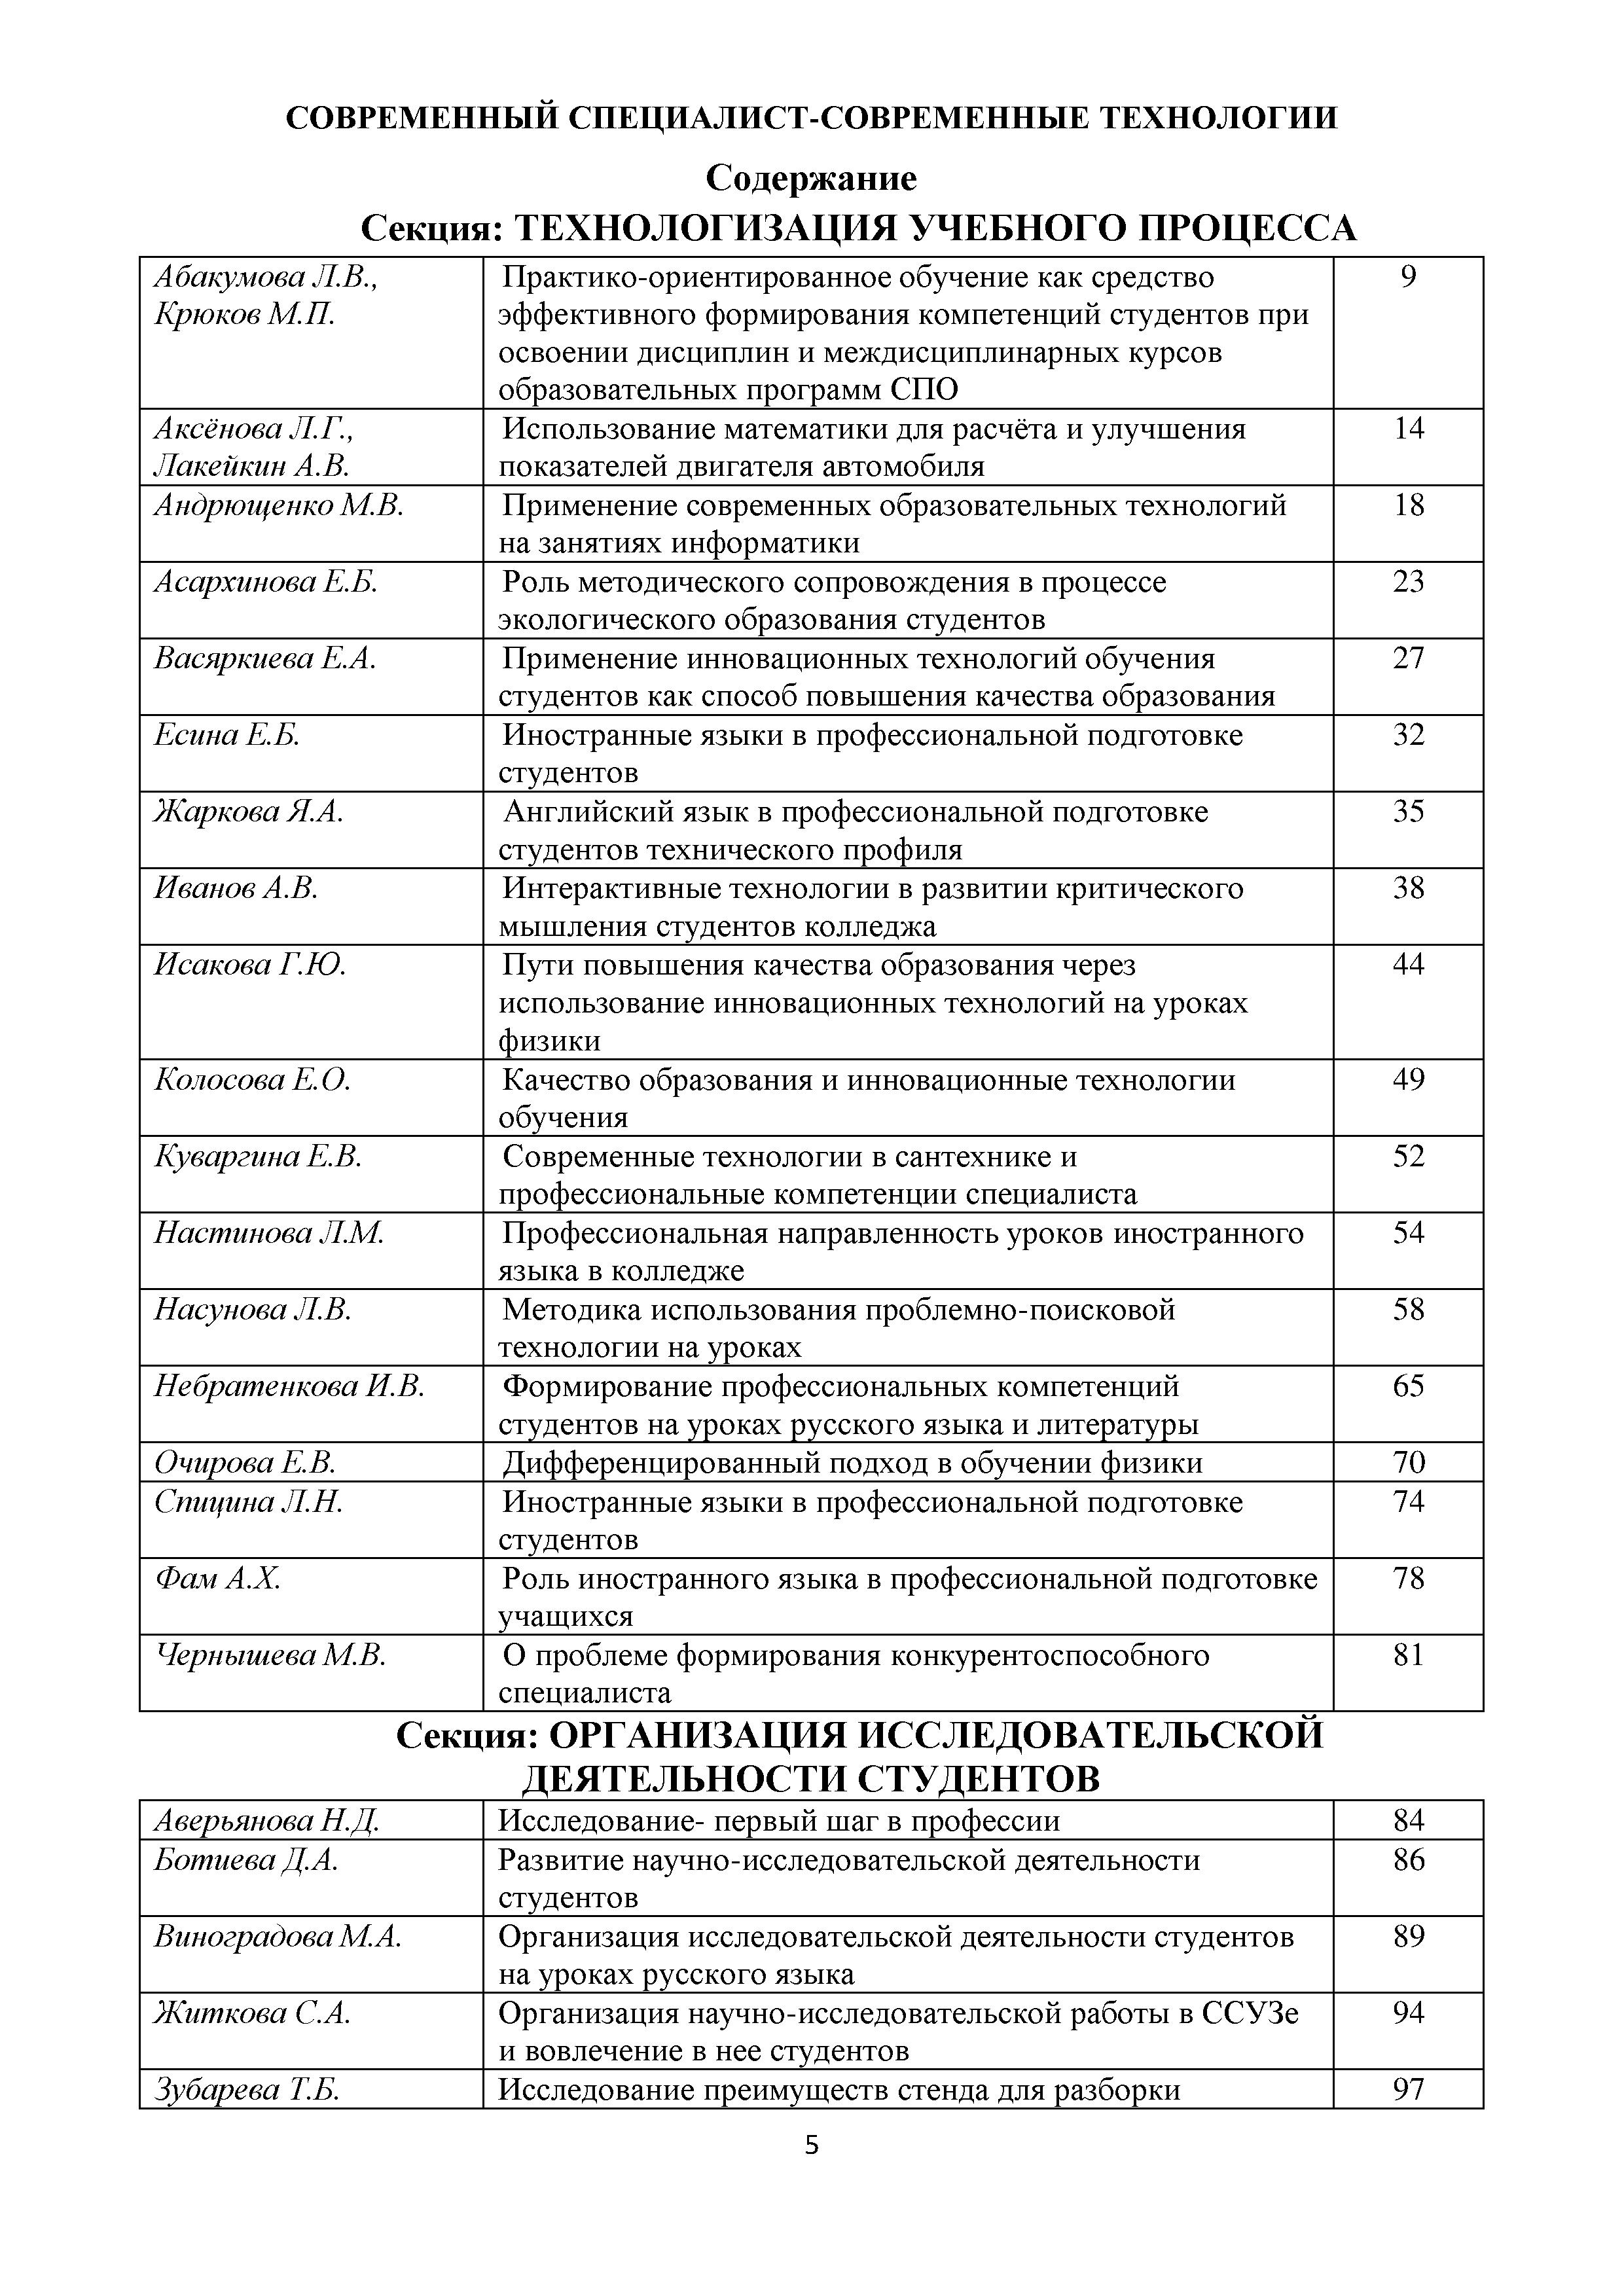 СОВРЕМЕННЫЙ СПЕЦИАЛИСТ-СОВРЕМЕННЫЕ ТЕХНОЛОГИИ
Содержание
Секция: ТЕХНОЛОГИЗАЦИЯ УЧЕБНОГО ПРОЦЕССА
Абакумова Л.В., Практико-ориентированное обучение как средство 9
Крюков М.П. эффективного формирования компетенций студентов при
освоении дисциплин и междисциплинарных курсов
образовательных программ СПО
Аксёнова Л.Г., Использование математики для расчёта и улучшения 14
Лакейкин А.В. показателей двигателя автомобиля
Андрющенко М.В. Применение современных образовательных технологий 18
на занятиях информатики
Асархинова Е.Б. Роль методического сопровождения в процессе 23
экологического образования студентов
Васяркиева Е.А. Применение инновационных технологий обучения 27
студентов как способ повышения качества образования
Есина Е.Б. Иностранные языки в профессиональной подготовке 32
студентов
Жаркова Я.А. Английский язык в профессиональной подготовке 35
студентов технического профиля
Иванов А.В. Интерактивные технологии в развитии критического 38
мышления студентов колледжа
Исакова Г.Ю. Пути повышения качества образования через 44
использование инновационных технологий на уроках
физики
Колосова Е.О. Качество образования и инновационные технологии 49
обучения
Куваргина Е.В. Современные технологии в сантехнике и 52
профессиональные компетенции специалиста
Настинова Л.М. Профессиональная направленность уроков иностранного 54
языка в колледже
Насунова Л.В. Методика использования проблемно-поисковой 58
технологии на уроках
Небратенкова И.В. Формирование профессиональных компетенций 65
студентов на уроках русского языка и литературы
Очирова Е.В. Дифференцированный подход в обучении физики 70
Спицина Л.Н. Иностранные языки в профессиональной подготовке 74
студентов
Фам А.Х. Роль иностранного языка в профессиональной подготовке 78
учащихся
Чернышева М.В. О проблеме формирования конкурентоспособного 81
специалиста
Секция: ОРГАНИЗАЦИЯ ИССЛЕДОВАТЕЛЬСКОЙ
ДЕЯТЕЛЬНОСТИ СТУДЕНТОВ
Аверьянова Н.Д. Исследование- первый шаг в профессии 84
Ботиева Д.А. Развитие научно-исследовательской деятельности 86
студентов
Виноградова М.А. Организация исследовательской деятельности студентов 89
на уроках русского языка
Житкова С.А. Организация научно-исследовательской работы в ССУЗе 94
и вовлечение в нее студентов
Зубарева Т.Б. Исследование преимуществ стенда для разборки 97
5